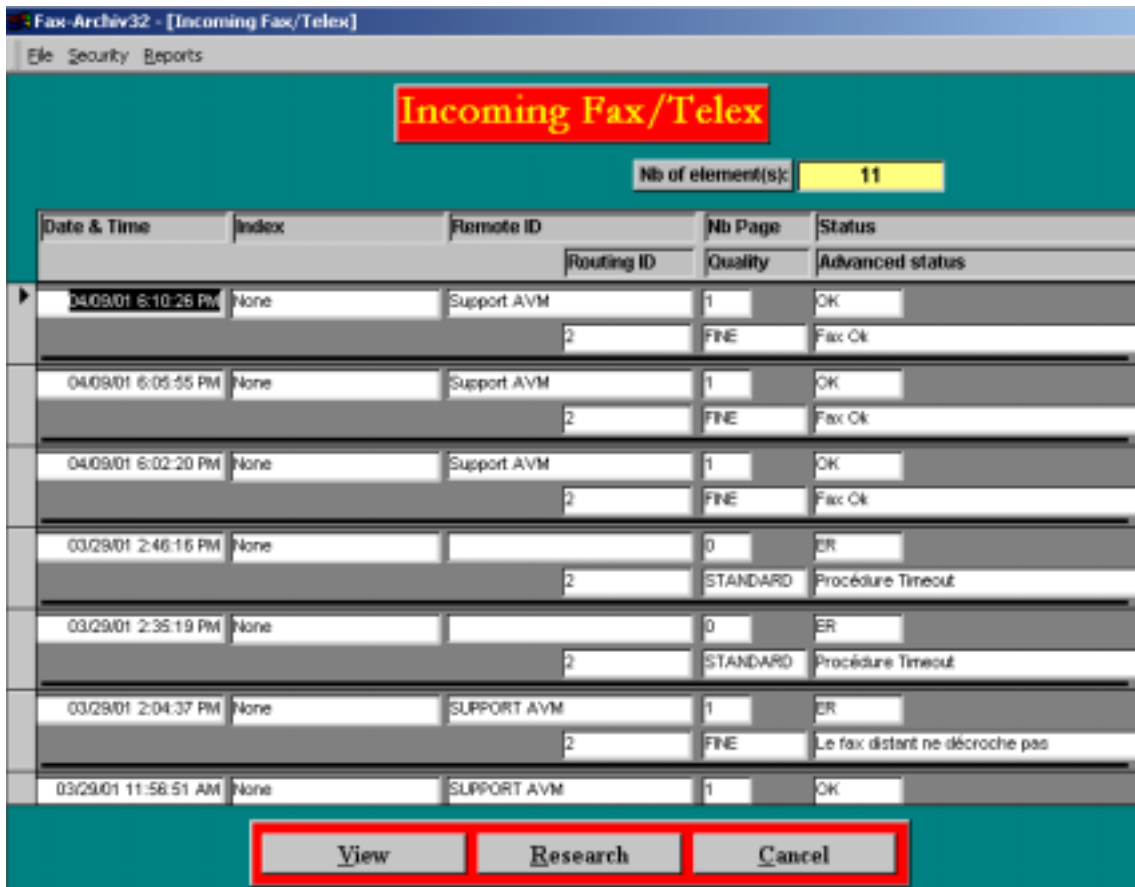 Fax-Archiv32 - [Incoming Fax/Telex]
File Security Reports
Incoming Fax/Telex
Nb of element(s): 11
Date & Time Index Remote ID Nb Page Status
Routing ID Quality Advanced status
04/09/01 6:10:26 PM None Support AVM 1 OK
2 FINE Fax Ok
04/09/01 6:05:55 PM None Support AVM 1 OK
2 FINE Fax Ok
04/09/01 6:02:20 PM None Support AVM 1 OK
2 FINE Fax Ok
03/29/01 2:46:16 PM None 0 ER
2 STANDARD Procédure Timeout
03/29/01 2:35:19 PM None 0 ER
2 STANDARD Procédure Timeout
03/29/01 2:04:37 PM None SUPPORT AVM 1 ER
2 FINE Le fax distant ne décroche pas
03/29/01 11:56:51 AM None SUPPORT AVM 1 OK
View Research Cancel